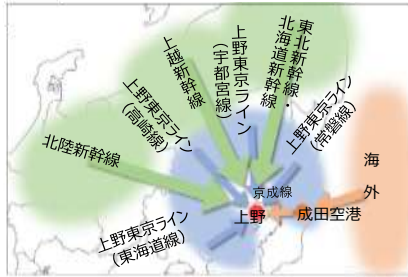 北陸新幹線
上野東京ライン
(高崎線)
上越新幹線
上野東京ライン
(宇都宮線)
東北新幹線・
北海道新幹線
上野東京ライン
(常磐線)
海外
京成線
上野
成田空港
上野東京ライン
(東海道線)